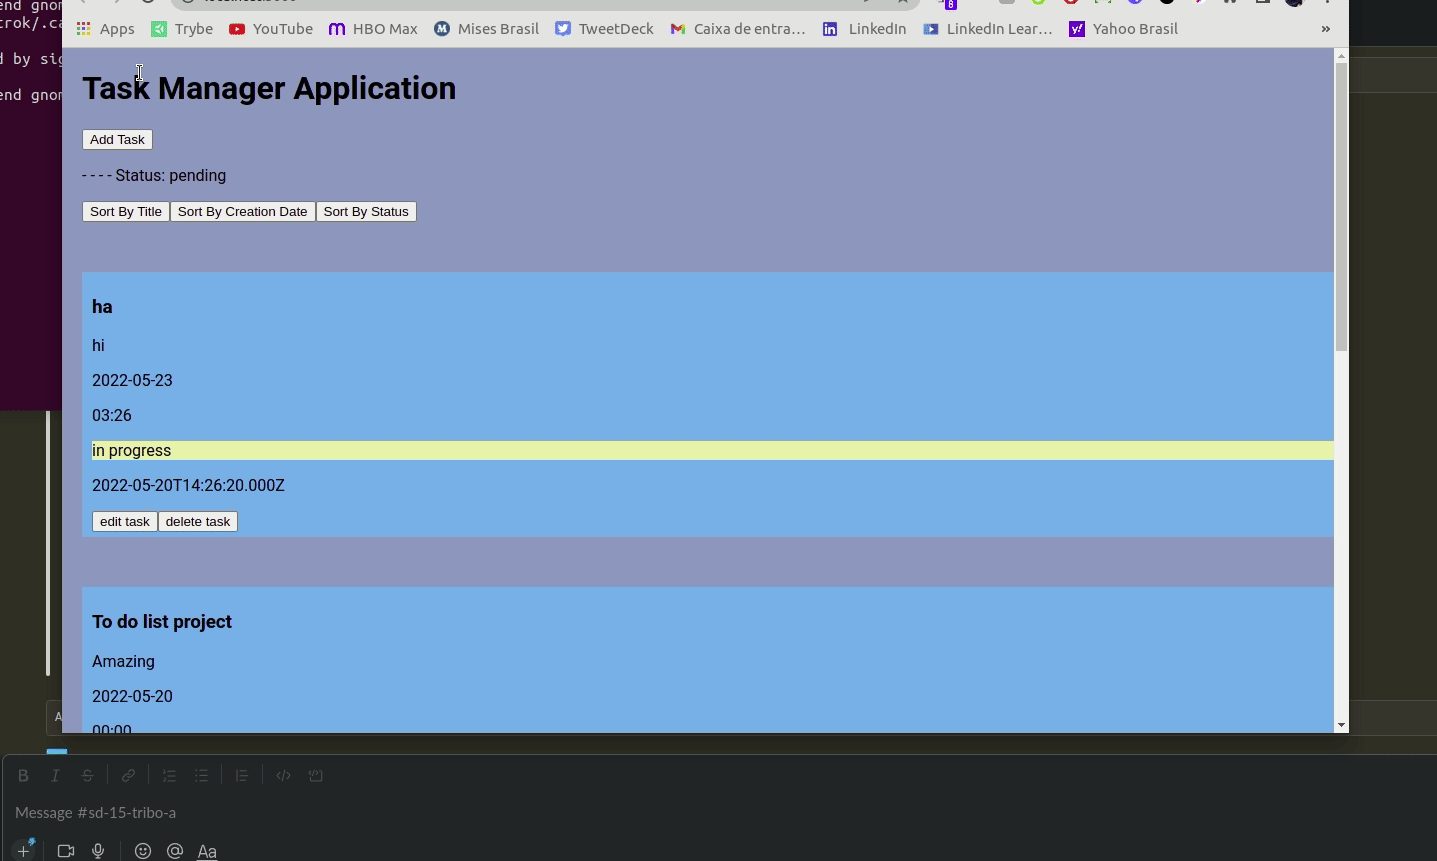 end gnom
rok/.ca
d by sig
end gnom
8
Apps Trybe YouTube HBO Max Mises Brasil TweetDeck Caixa de entra… LinkedIn LinkedIn Lear… Yahoo Brasil »
Task Manager Application
Add Task
- - - - Status: pending
Sort By Title Sort By Creation Date Sort By Status
ha
hi
2022-05-23
03:26
in progress
2022-05-20T14:26:20.000Z
edit task delete task
To do list project
Amazing
2022-05-20
00:00
A
B I S
Message #sd-15-tribo-a
Aa